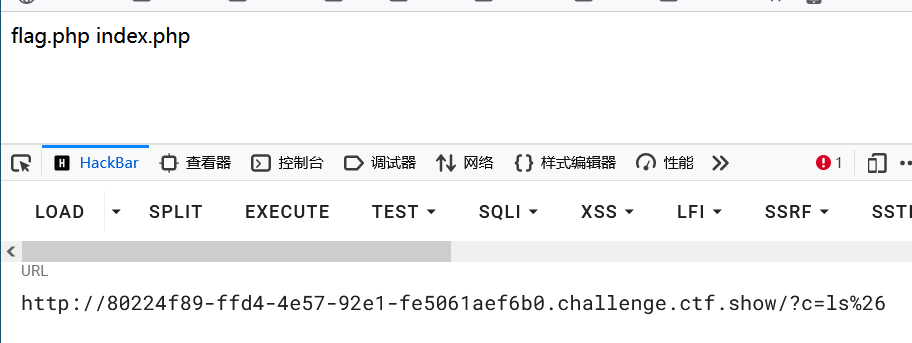 flag.php index.php
HackBar 查看器 控制台 调试器 网络 样式编辑器 性能 1
LOAD SPLIT EXECUTE TEST SQLI XSS LFI SSRF SSTI
URL
http://80224f89-ffd4-4e57-92e1-fe5061aef6b0.challenge.ctf.show/?c=ls%26